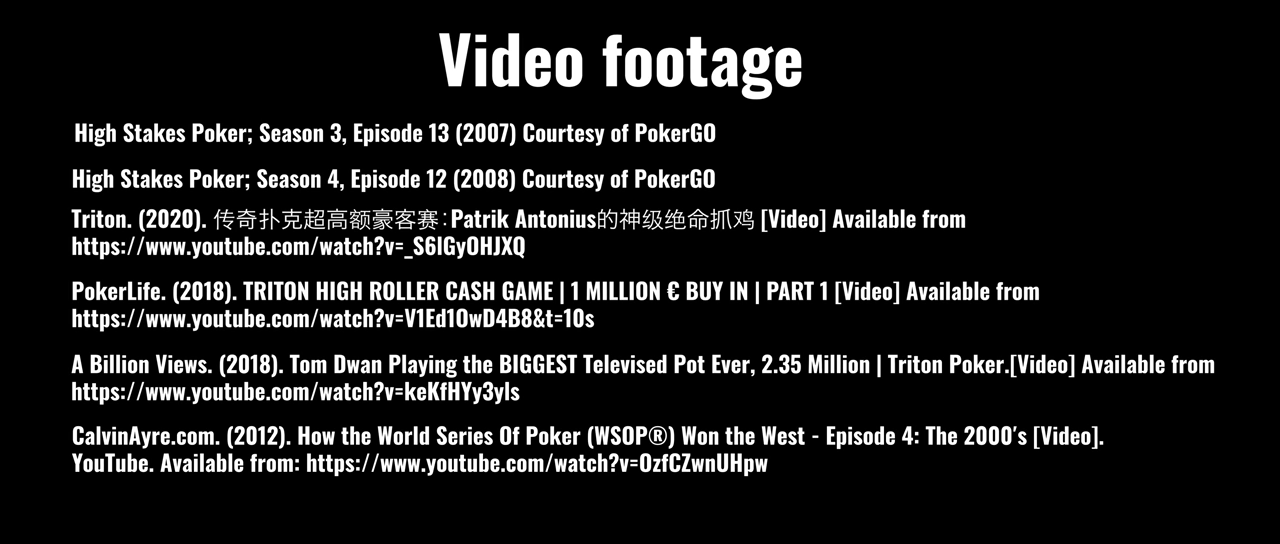 Video footage
High Stakes Poker; Season 3, Episode 13 (2007) Courtesy of PokerGO
High Stakes Poker; Season 4, Episode 12 (2008) Courtesy of PokerGO
Triton. (2020). 传奇扑克超高额豪客赛：Patrik Antonius的神级绝命抓鸡 [Video] Available from
https://www.youtube.com/watch?v=_S6lGyOHJXQ
PokerLife. (2018). TRITON HIGH ROLLER CASH GAME | 1 MILLION € BUY IN | PART 1 [Video] Available from
https://www.youtube.com/watch?v=V1Ed1OwD4B8&t=10s
A Billion Views. (2018). Tom Dwan Playing the BIGGEST Televised Pot Ever, 2.35 Million | Triton Poker.[Video] Available from
https://www.youtube.com/watch?v=keKfHYy3yls
CalvinAyre.com. (2012). How the World Series Of Poker (WSOP®) Won the West - Episode 4: The 2000's [Video].
YouTube. Available from: https://www.youtube.com/watch?v=OzfCZwnUHpw